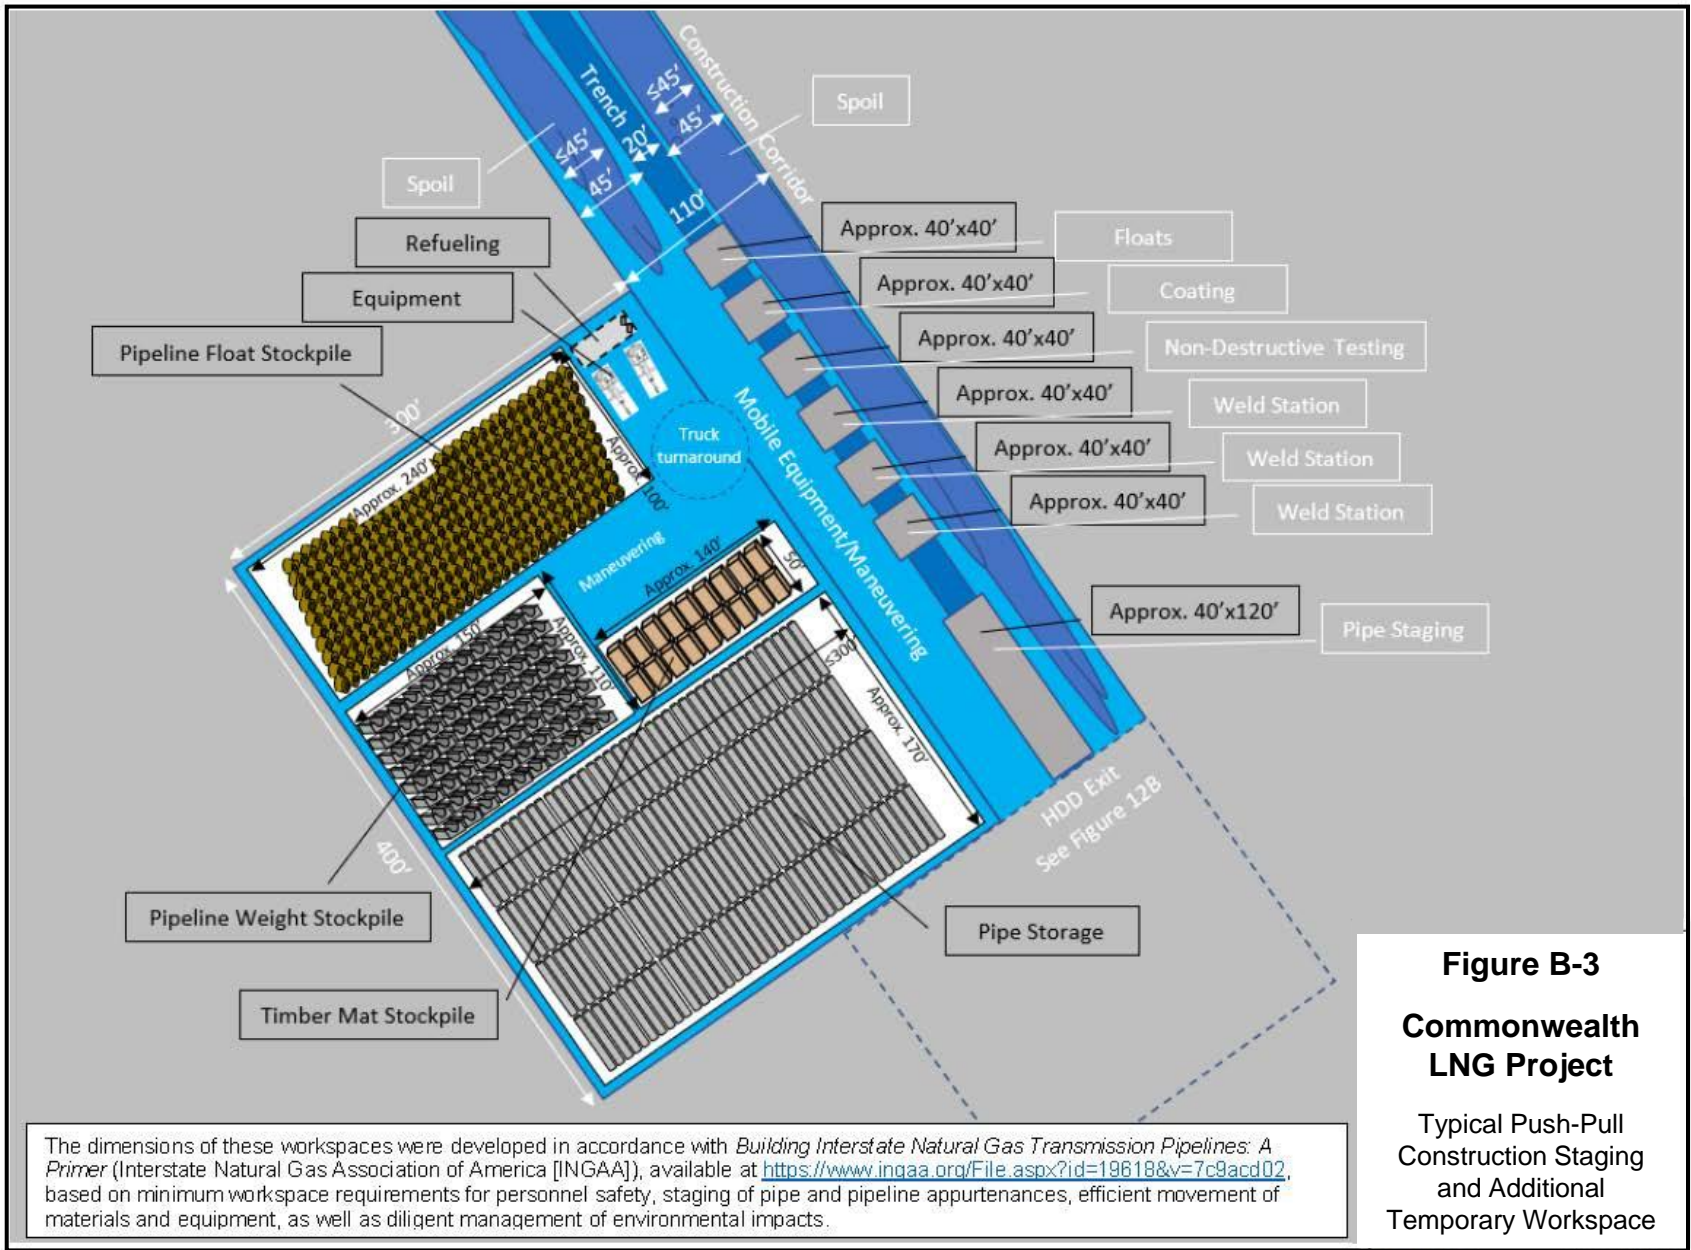 Construction Corridor
Trench
≤45'
45'
20'
≤45'
45'
110'
Spoil
Spoil
Refueling
Equipment
Pipeline Float Stockpile
Approx. 40'x40'
Floats
Approx. 40'x40'
Coating
Approx. 40'x40'
Non-Destructive Testing
Approx. 40'x40'
Weld Station
Approx. 40'x40'
Weld Station
Approx. 40'x40'
Weld Station
Approx. 40'x120'
Pipe Staging
300'
Approx. 240'
Approx. 100'
Truck
turnaround
Mobile Equipment/Maneuvering
Maneuvering
Approx. 140'
50'
Approx. 150'
Approx. 110'
≤300'
Approx. 170'
400'
HDD Exit
See Figure 12B
Pipeline Weight Stockpile
Pipe Storage
Timber Mat Stockpile
Figure B-3
Commonwealth
LNG Project
Typical Push-Pull
Construction Staging
and Additional
Temporary Workspace
The dimensions of these workspaces were developed in accordance with Building Interstate Natural Gas Transmission Pipelines: A
Primer (Interstate Natural Gas Association of America [INGAA]), available at https://www.ingaa.org/File.aspx?id=19618&v=7c9acd02,
based on minimum workspace requirements for personnel safety, staging of pipe and pipeline appurtenances, efficient movement of
materials and equipment, as well as diligent management of environmental impacts.